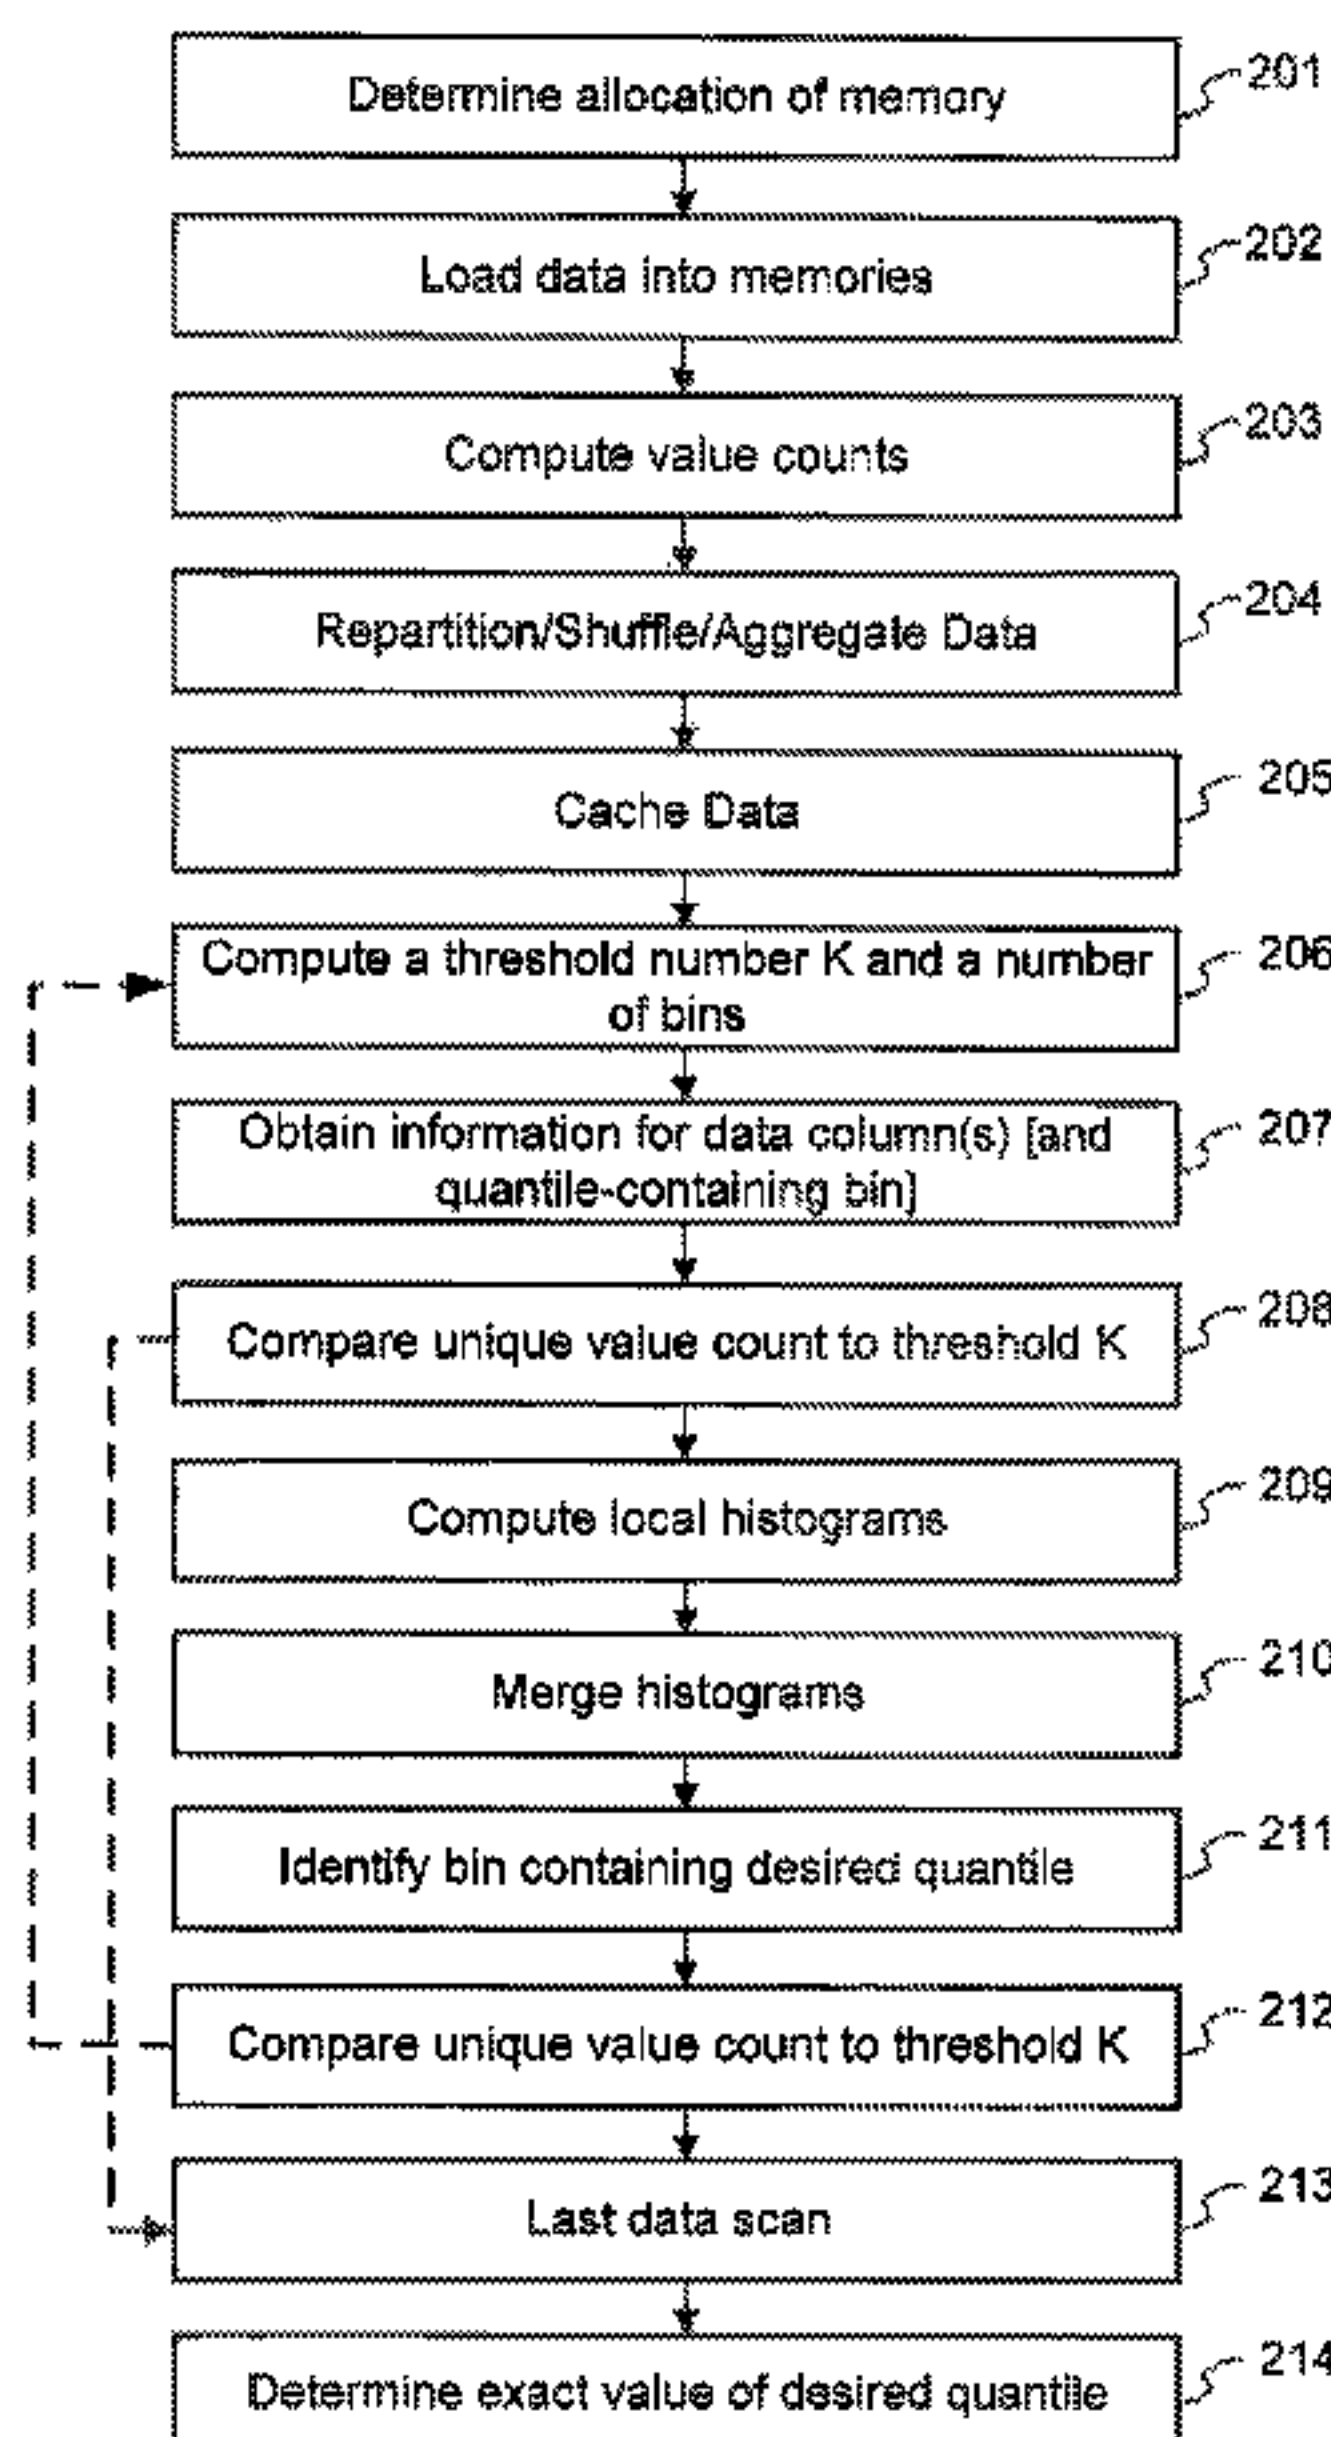 Determine allocation of memory
201
Load data into memories
202
Compute value counts
203
Repartition/Shuffle/Aggregate Data
204
Cache Data
205
Compute a threshold number K and a number
of bins
206
Obtain information for data column(s) [and
quantile-containing bin]
207
Compare unique value count to threshold K
208
Compute local histograms
209
Merge histograms
210
Identify bin containing desired quantile
211
Compare unique value count to threshold K
212
Last data scan
213
Determine exact value of desired quantile
214